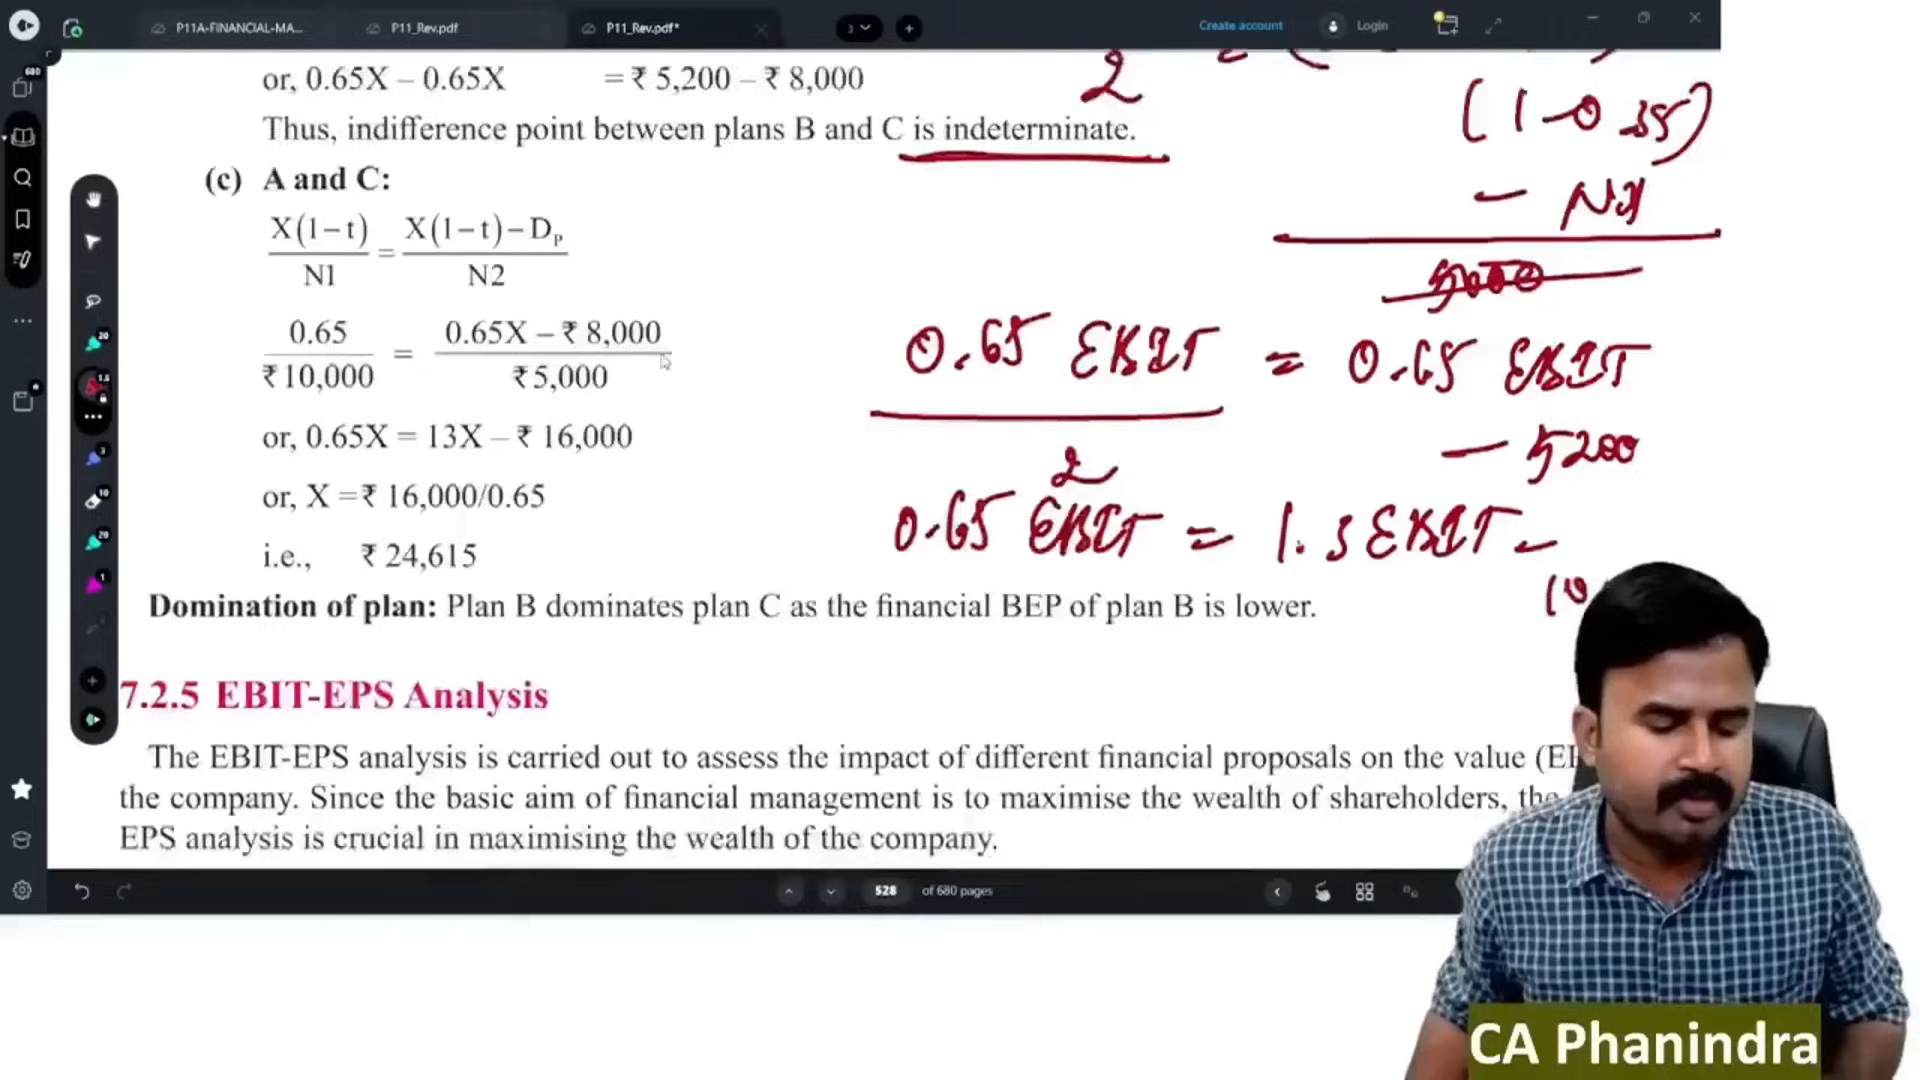 P11A-FINANCIAL-MA...
P11_Rev.pdf
P11_Rev.pdf*
3
Create account
Login
680
or, 0.65X – 0.65X = ₹ 5,200 – ₹ 8,000
2
(1-0.35)
Thus, indifference point between plans B and C is indeterminate.
(c) A and C:
X(1–t)/N1 = X(1–t)–Dp/N2
5000
0.65/₹10,000 = 0.65X – ₹ 8,000/₹5,000
0.65 EBIT = 0.65 EBIT
2
- 5200
or, 0.65X = 13X – ₹ 16,000
or, X = ₹ 16,000/0.65
0.65 EBIT = 1.3 EBIT -
i.e., ₹ 24,615
Domination of plan: Plan B dominates plan C as the financial BEP of plan B is lower.
7.2.5 EBIT-EPS Analysis
The EBIT-EPS analysis is carried out to assess the impact of different financial proposals on the value
the company. Since the basic aim of financial management is to maximise the wealth of shareholders, the
EPS analysis is crucial in maximising the wealth of the company.
528 of 680 pages
CA Phanindra